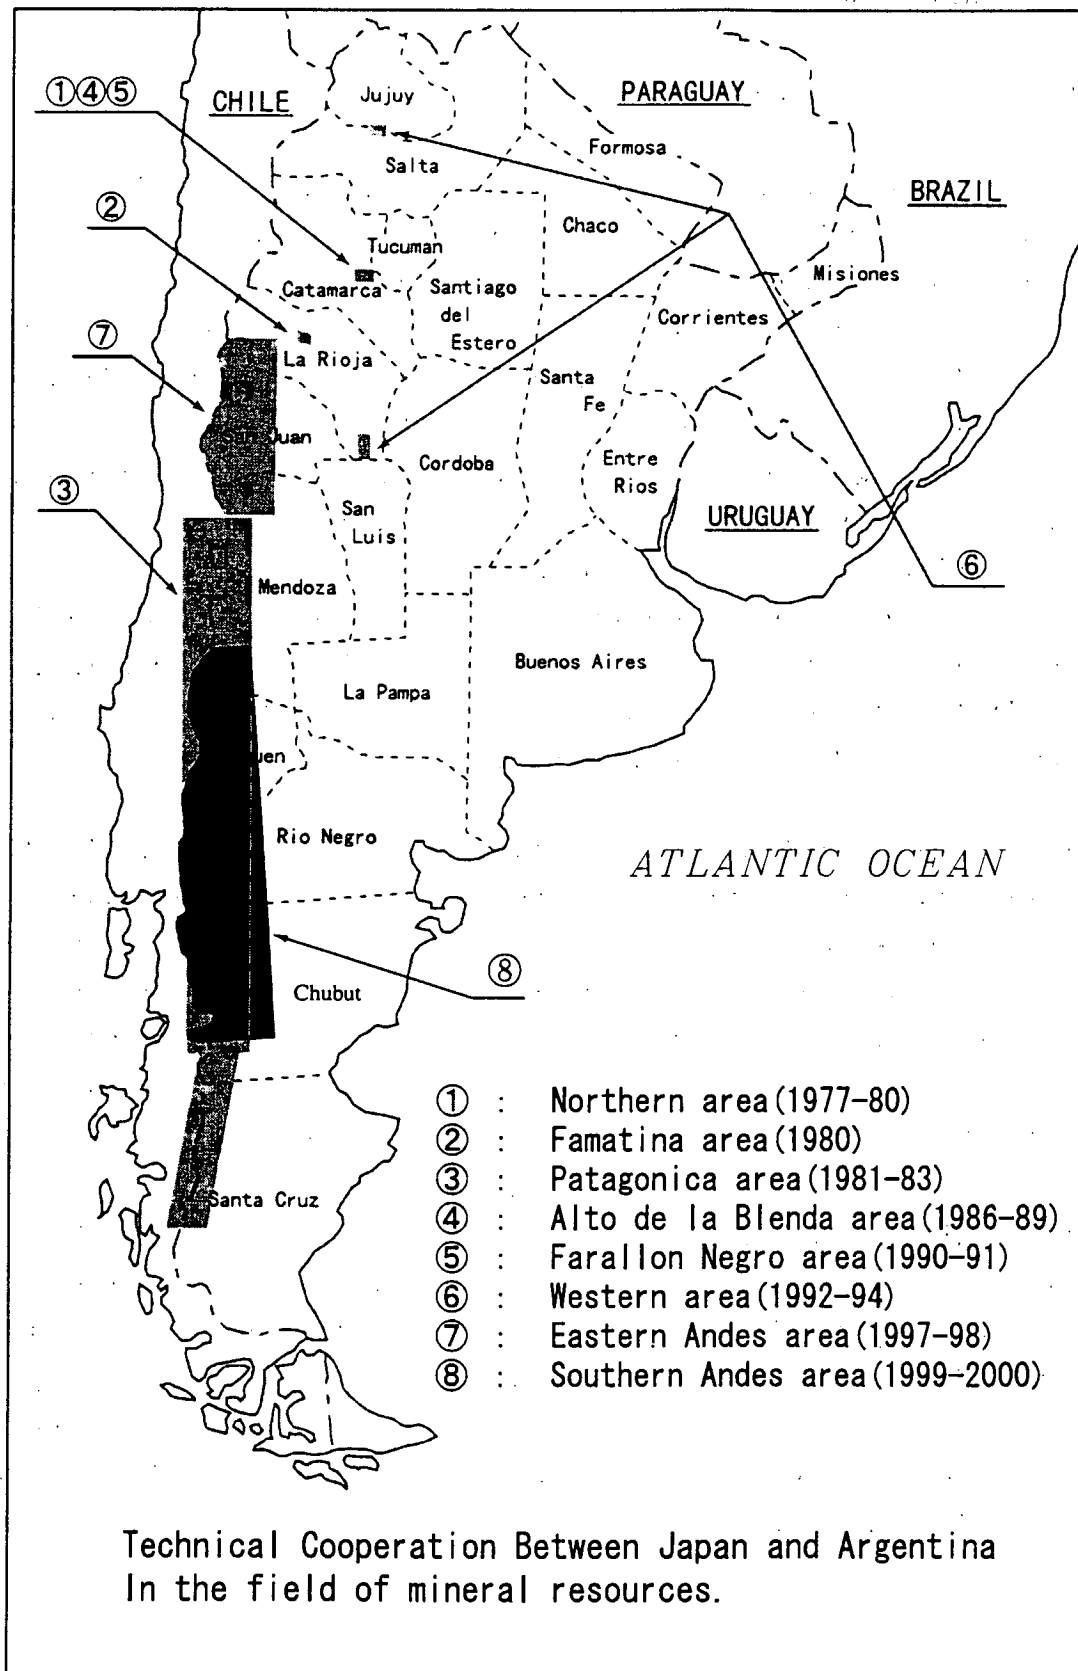 ①④⑤
CHILE
Jujuy
PARAGUAY
Formosa
Salta
BRAZIL
②
Chaco
Tucuman
Misiones
Catamarca
Santiago
del
Estero
Corrientes
⑦
La Rioja
Santa
Fe
San Juan
Cordoba
Entre
Rios
③
San
Luis
URUGUAY
⑥
Mendoza
Buenos Aires
La Pampa
uen
Rio Negro
ATLANTIC OCEAN
⑧
Chubut
① : Northern area(1977-80)
② : Famatina area(1980)
③ : Patagonica area(1981-83)
④ : Alto de la Blenda area(1986-89)
⑤ : Farallon Negro area(1990-91)
⑥ : Western area(1992-94)
⑦ : Eastern Andes area(1997-98)
⑧ : Southern Andes area(1999-2000)
Santa Cruz
Technical Cooperation Between Japan and Argentina
In the field of mineral resources.